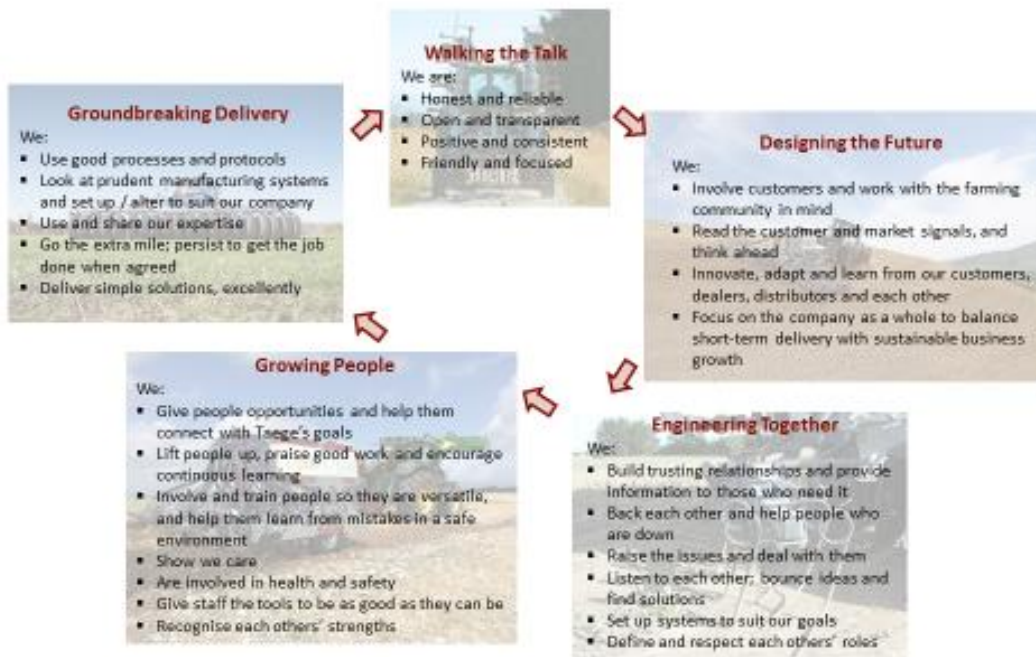 Walking the Talk
We are:
▪ Honest and reliable
▪ Open and transparent
▪ Positive and consistent
▪ Friendly and focused
Designing the Future
We:
▪ Involve customers and work with the farming
community in mind
▪ Read the customer and market signals, and
think ahead
▪ Innovate, adapt and learn from our customers,
dealers, distributors and each other
▪ Focus on the company as a whole to balance
short-term delivery with sustainable business
growth
Engineering Together
We:
▪ Build trusting relationships and provide
information to those who need it
▪ Back each other and help people who
are down
▪ Raise the issues and deal with them
▪ Listen to each other; bounce ideas and
find solutions
▪ Set up systems to suit our goals
▪ Define and respect each others' roles
Growing People
We:
▪ Give people opportunities and help them
connect with Taege's goals
▪ Lift people up, praise good work and encourage
continuous learning
▪ Involve and train people so they are versatile,
and help them learn from mistakes in a safe
environment
▪ Show we care
▪ Are involved in health and safety
▪ Give staff the tools to be as good as they can be
▪ Recognise each others' strengths
Groundbreaking Delivery
We:
▪ Use good processes and protocols
▪ Look at prudent manufacturing systems
and set up / alter to suit our company
▪ Use and share our expertise
▪ Go the extra mile; persist to get the job
done when agreed
▪ Deliver simple solutions, excellently